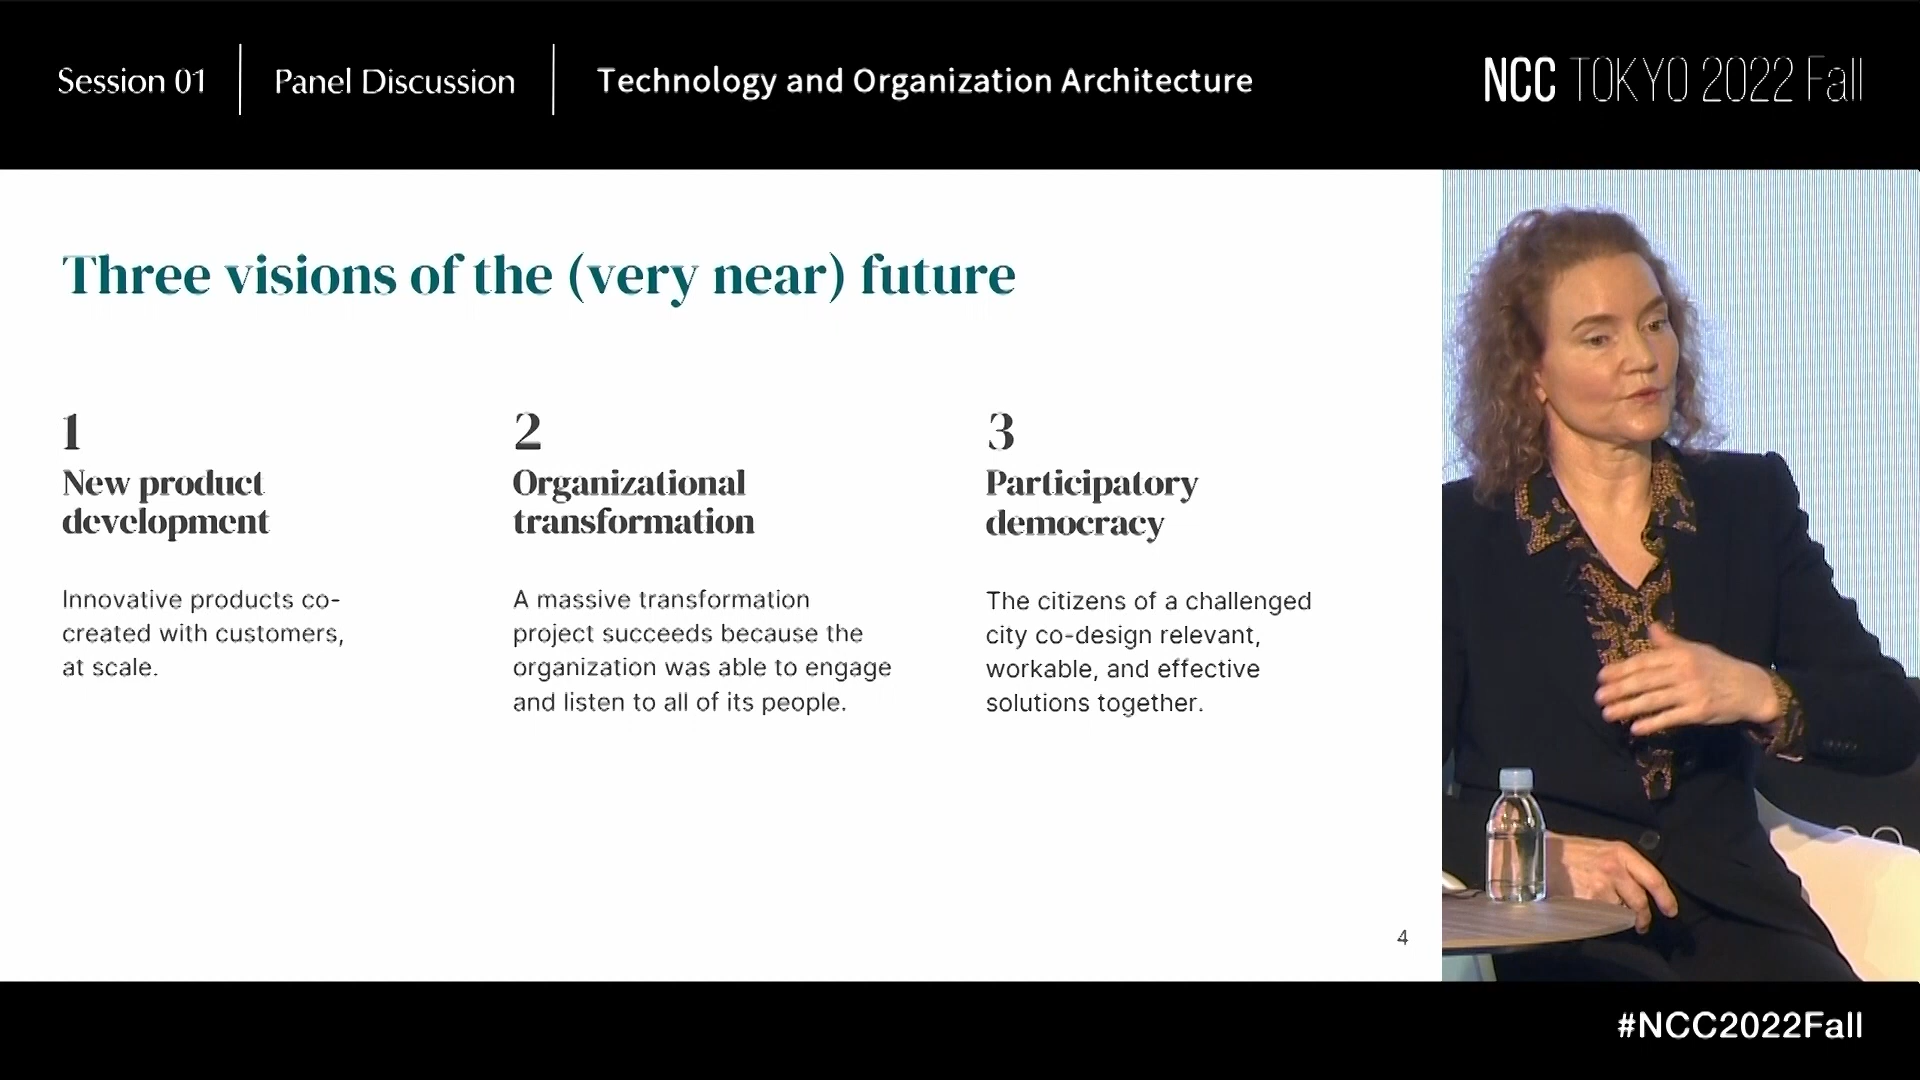 Session 01
Panel Discussion
Technology and Organization Architecture
NCC TOKYO 2022 Fall
Three visions of the (very near) future
1
New product
development
Innovative products co-
created with customers,
at scale.
2
Organizational
transformation
A massive transformation
project succeeds because the
organization was able to engage
and listen to all of its people.
3
Participatory
democracy
The citizens of a challenged
city co-design relevant,
workable, and effective
solutions together.
4
#NCC2022Fall